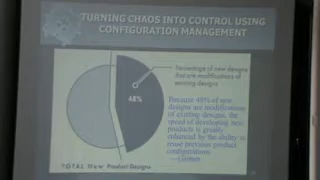 TURNING CHAOS INTO CONTROL USING
CONFIGURATION MANAGEMENT
Percentage of new designs
that are modifications of
existing designs
48%
Because 48% of new
designs are modifications
of existing designs, the
speed of developing new
products is greatly
enhanced by the ability to
reuse previous product
configurations.
TOTAL New Product Designs